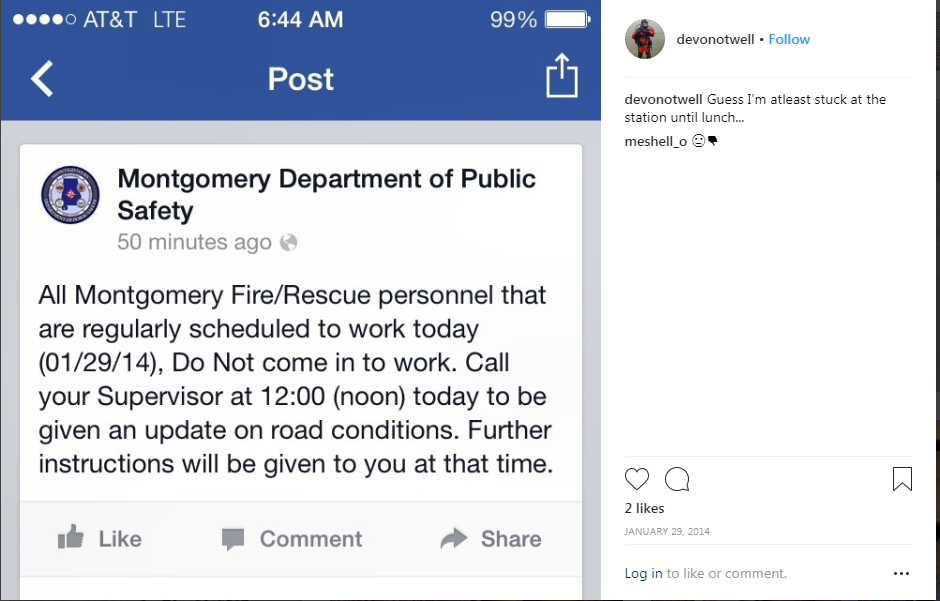 AT&T LTE 6:44 AM 99%
Post
Montgomery Department of Public
Safety
50 minutes ago
All Montgomery Fire/Rescue personnel that
are regularly scheduled to work today
(01/29/14), Do Not come in to work. Call
your Supervisor at 12:00 (noon) today to be
given an update on road conditions. Further
instructions will be given to you at that time.
Like Comment Share
devonotwell • Follow
devonotwell Guess I'm atleast stuck at the
station until lunch...
meshell_o 😐👎
2 likes
JANUARY 29, 2014
Log in to like or comment.